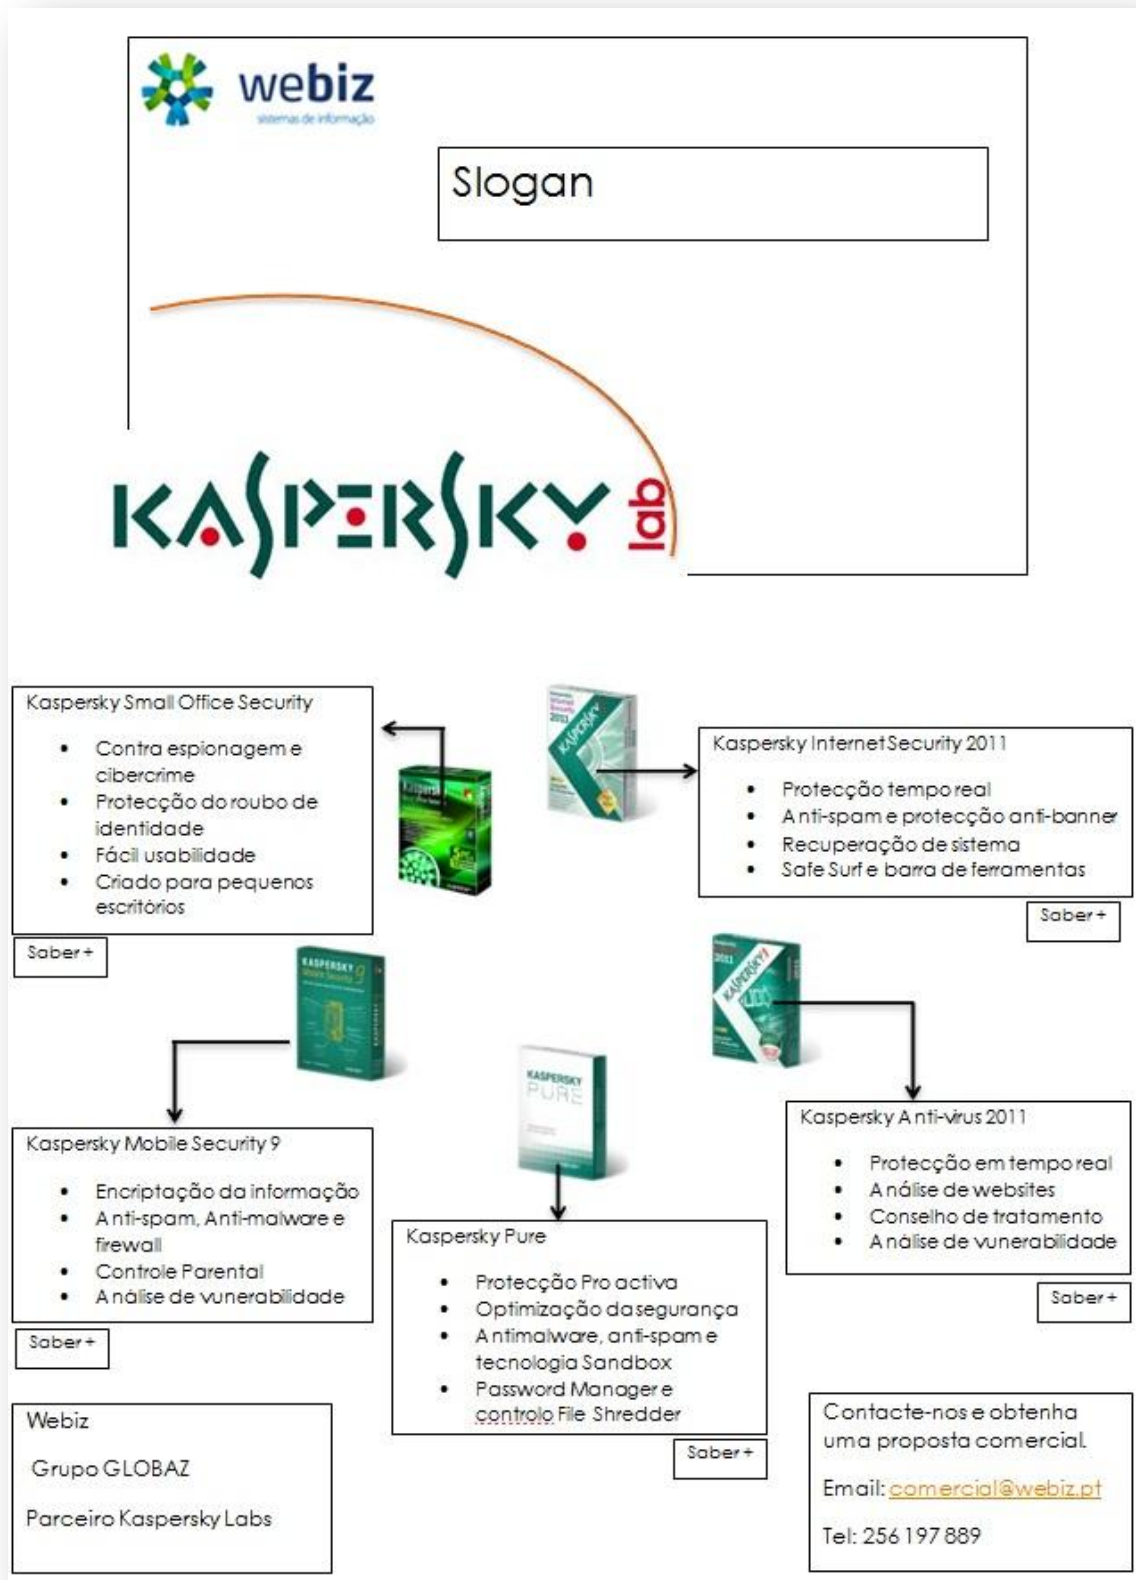 webiz
sistemas de informação
Slogan
KASPERSKY lab
Kaspersky Small Office Security
• Contra espionagem e
cibercrime
• Protecção do roubo de
identidade
• Fácil usabilidade
• Criado para pequenos
escritórios
Saber +
Kaspersky Internet Security 2011
• Protecção tempo real
• Anti-spam e protecção anti-banner
• Recuperação de sistema
• Safe Surf e barra de ferramentas
Saber +
Kaspersky Mobile Security 9
• Encriptação da informação
• Anti-spam, Anti-malware e
firewall
• Controle Parental
• Análise de vunerabilidade
Saber +
KASPERSKY
PURE
Kaspersky Pure
• Protecção Pro activa
• Optimização da segurança
• Antimalware, anti-spam e
tecnologia Sandbox
• Password Manager e
controlo File Shredder
Saber +
Kaspersky Anti-virus 2011
• Protecção em tempo real
• Análise de websites
• Conselho de tratamento
• Análise de vunerabilidade
Saber +
Webiz
Grupo GLOBAZ
Parceiro Kaspersky Labs
Contacte-nos e obtenha
uma proposta comercial.
Email: comercial@webiz.pt
Tel: 256 197 889